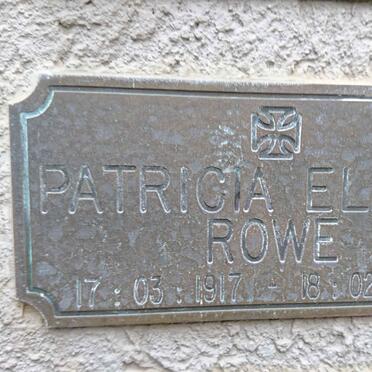 PATRICIA EL
ROWE
17 : 03 : 1917 - 18 : 02